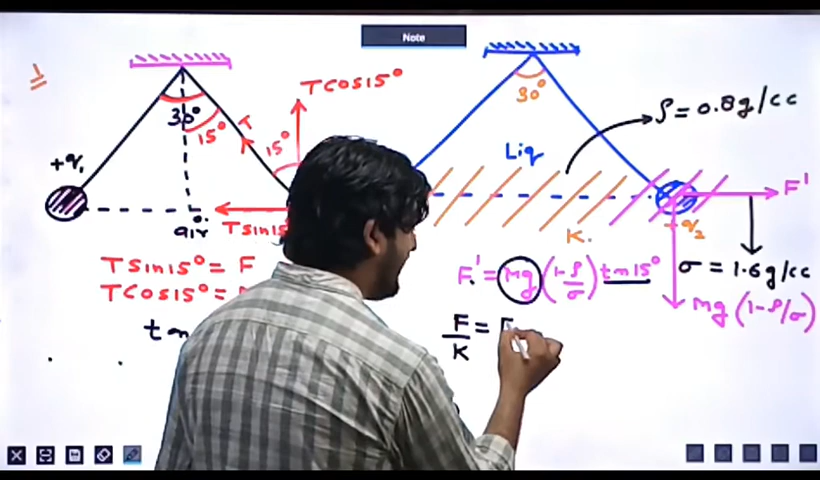 Note
1
TCos15°
30°
15°
T
15°
+q₁
air
Tsin15°
Tsin15° = F
TCos15° =
30°
ρ = 0.8g/cc
Liq
F'
K.
+q₂
F' = mg (1-ρ/σ) tan15°
σ = 1.6g/cc
mg (1-ρ/σ)
F/K =